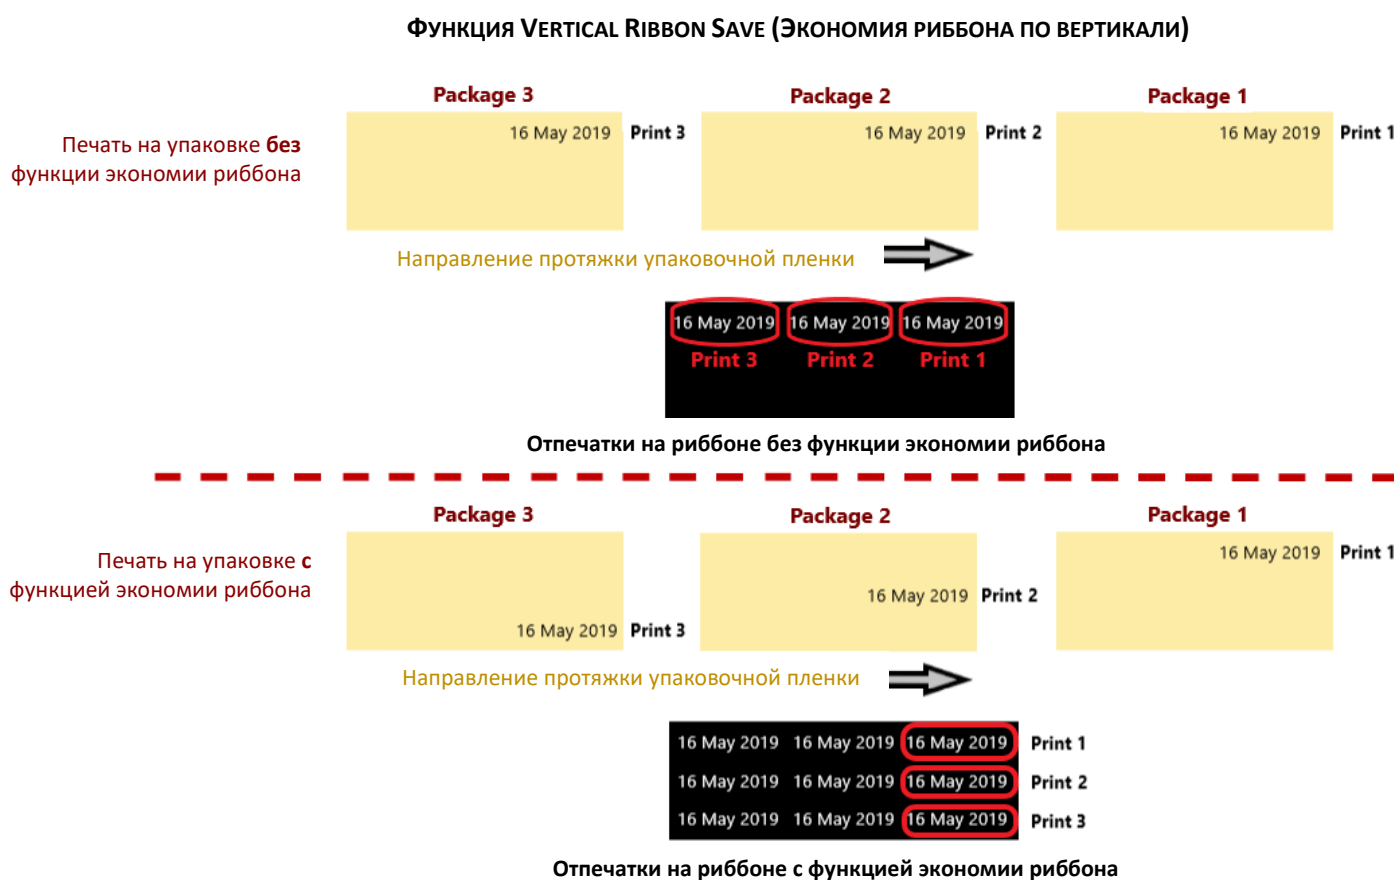 Функция Vertical Ribbon Save (Экономия риббона по вертикали)
Package 3 Package 2 Package 1
Печать на упаковке без
функции экономии риббона
16 May 2019 Print 3 16 May 2019 Print 2 16 May 2019 Print 1
Направление протяжки упаковочной пленки
16 May 2019 16 May 2019 16 May 2019
Print 3 Print 2 Print 1
Отпечатки на риббоне без функции экономии риббона
Package 3 Package 2 Package 1
Печать на упаковке с
функцией экономии риббона
16 May 2019 Print 1
16 May 2019 Print 2
16 May 2019 Print 3
Направление протяжки упаковочной пленки
16 May 2019 16 May 2019 16 May 2019 Print 1
16 May 2019 16 May 2019 16 May 2019 Print 2
16 May 2019 16 May 2019 16 May 2019 Print 3
Отпечатки на риббоне с функцией экономии риббона